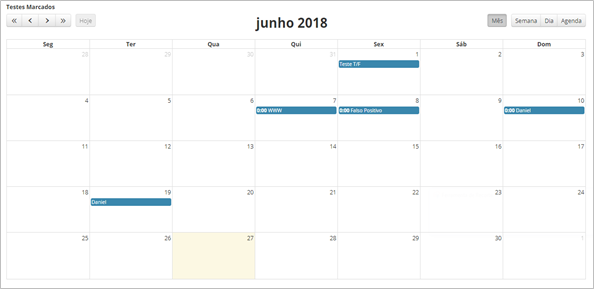 Testes Marcados
« < > » Hoje
junho 2018
Mês Semana Dia Agenda
Seg Ter Qua Qui Sex Sáb Dom
28 29 30 31 1 2 3
Teste T/F
4 5 6 7 8 9 10
0:00 WWW 0:00 Falso Positivo 0:00 Daniel
11 12 13 14 15 16 17
18 19 20 21 22 23 24
Daniel
25 26 27 28 29 30 1